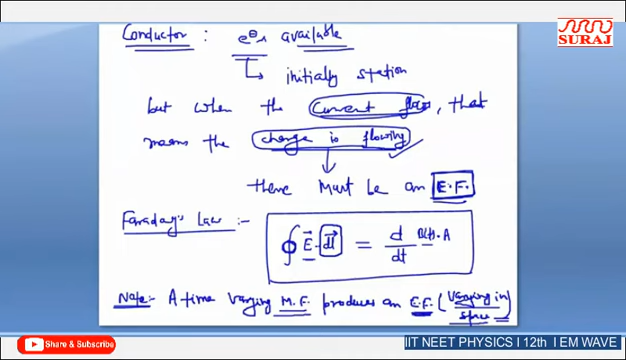 SURAJ
Conductor : e⊖s available
↳ initially station
but when the current flows, that
means the charge is flowing
there must be an E.F.
Faraday's Law :- ∮ E⃗ · dl⃗ = d/dt B(t) · A
Note:- A time varying M.F. produces an E.F. (Varying in space)
Share & Subscribe
IIT NEET PHYSICS I 12th I EM WAVE